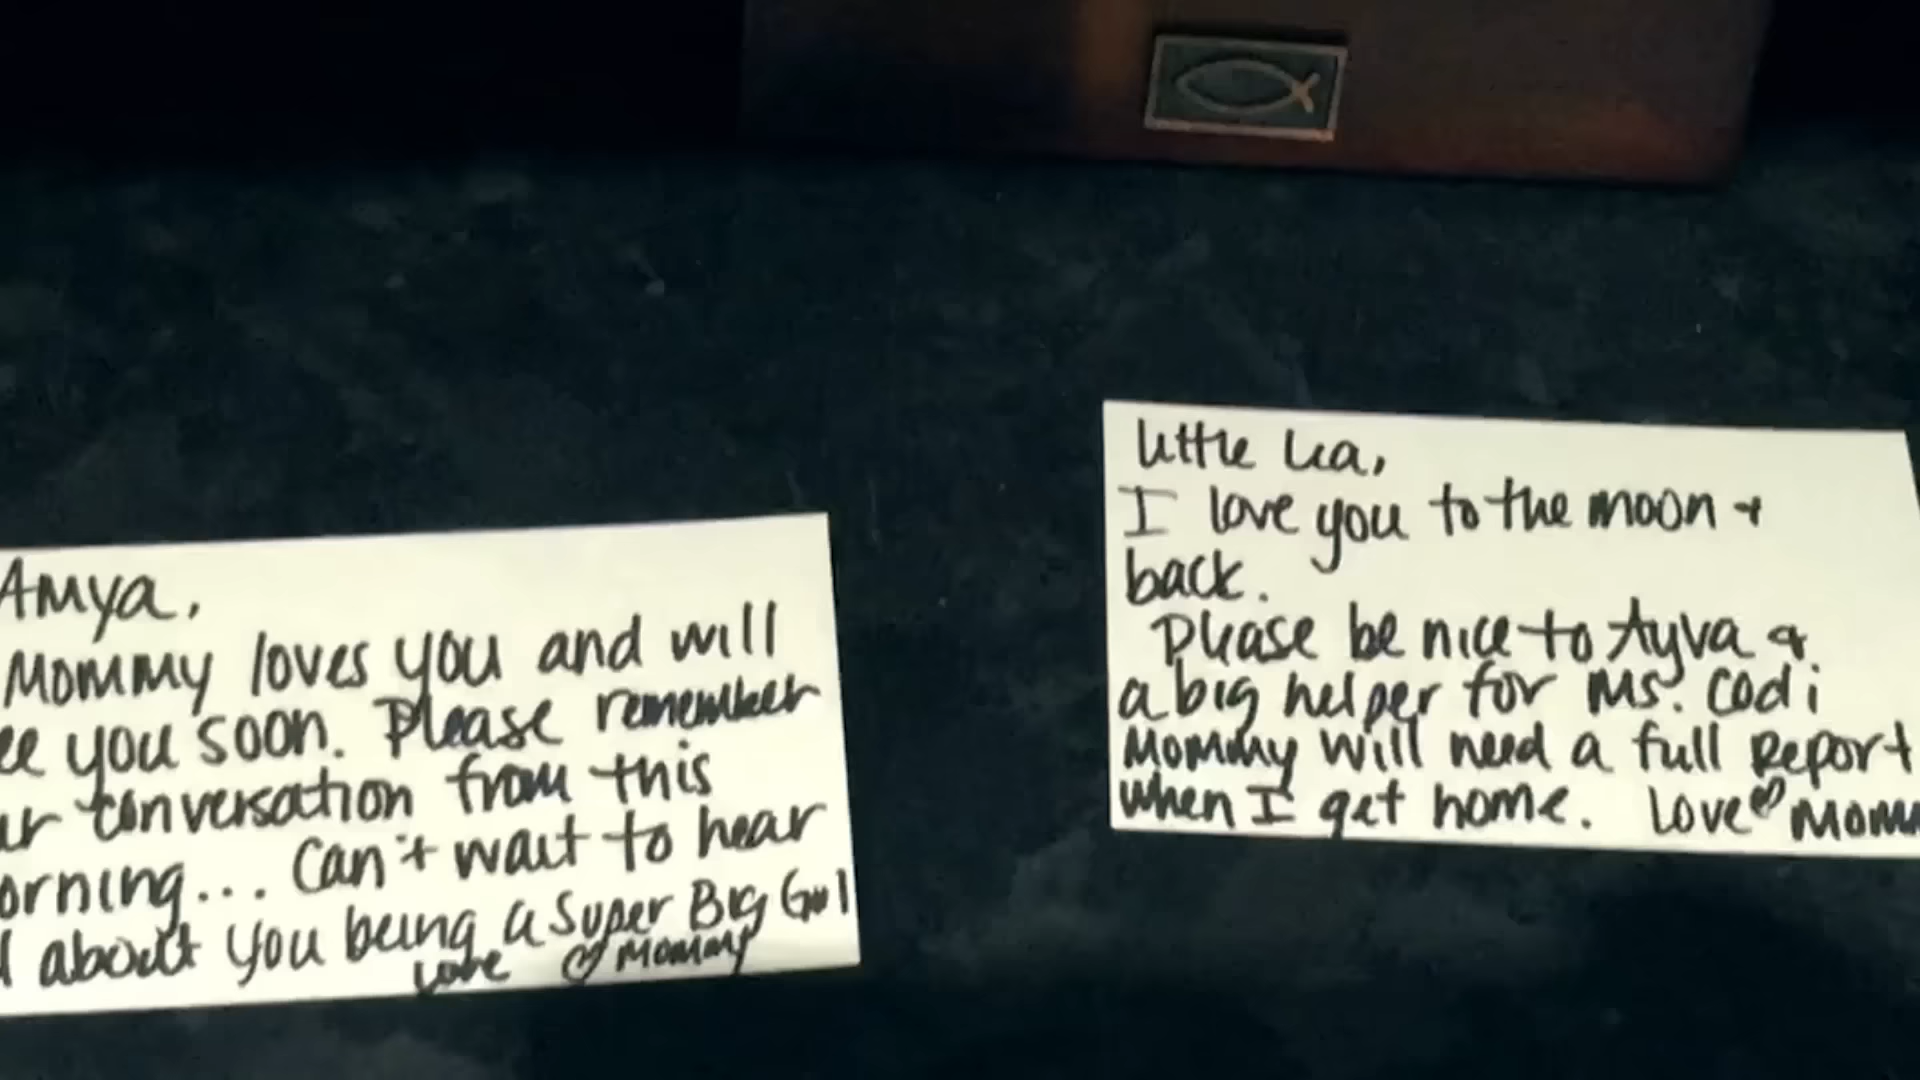 Amya,
Mommy loves you and will
ee you soon. Please remember
ur conversation from this
orning... Can't wait to hear
l about you being a Super Big Girl
Love ♡ Mommy
Little Lea,
I love you to the moon +
back.
Please be nice to Ayva &
a big helper for Ms. Codi
Mommy will need a full Report
when I get home. Love ♡ Momm